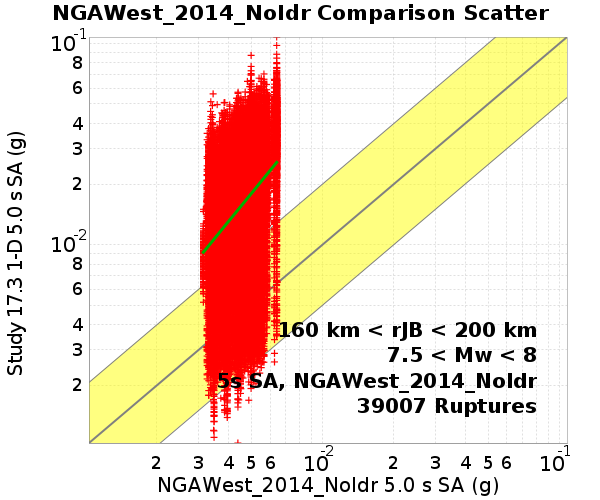 NGAWest_2014_NoIdr Comparison Scatter
10-1
8
6
4
3
2
10-2
8
6
4
3
2
Study 17.3 1-D 5.0 s SA (g)
160 km < rJB < 200 km
7.5 < Mw < 8
5s SA, NGAWest_2014_NoIdr
39007 Ruptures
2 3 4 5 6 10-2 2 3 4 5 6 10-1
NGAWest_2014_NoIdr 5.0 s SA (g)